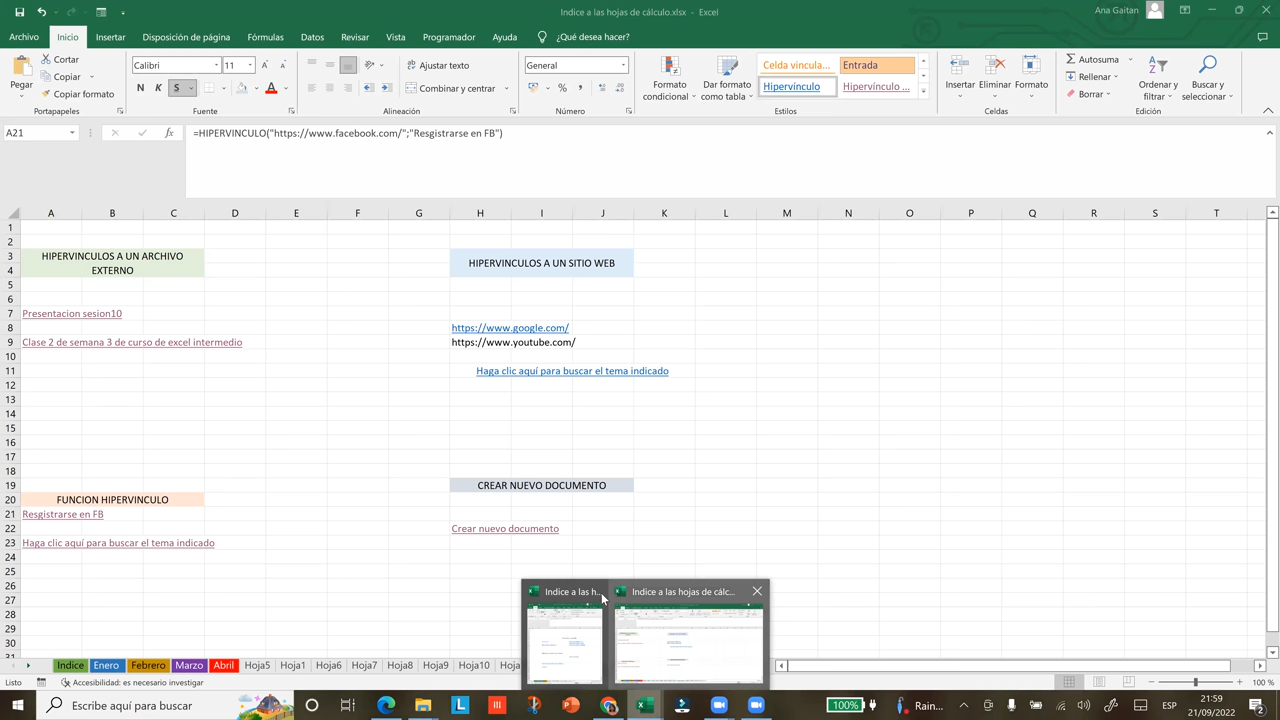 Indice a las hojas de cálculo.xlsx - Excel
Ana Gaitan
Archivo Inicio Insertar Disposición de página Fórmulas Datos Revisar Vista Programador Ayuda ¿Qué desea hacer?
Pegar
Cortar
Copiar
Copiar formato
Portapapeles
Calibri 11
N K S
Fuente
Ajustar texto
Combinar y centrar
Alineación
General
Número
Formato condicional
Dar formato como tabla
Celda vincula... Entrada
Hipervínculo Hipervínculo ...
Estilos
Insertar Eliminar Formato
Celdas
Autosuma
Rellenar
Borrar
Ordenar y filtrar
Buscar y seleccionar
Edición
A21 fx =HIPERVINCULO("https://www.facebook.com/";"Resgistrarse en FB")
A B C D E F G H I J K L M N O P Q R S T
1
2
3 HIPERVINCULOS A UN ARCHIVO HIPERVINCULOS A UN SITIO WEB
4 EXTERNO
5
6
7 Presentacion sesion10
8 https://www.google.com/
9 Clase 2 de semana 3 de curso de excel intermedio https://www.youtube.com/
10
11 Haga clic aquí para buscar el tema indicado
12
13
14
15
16
17
18
19 CREAR NUEVO DOCUMENTO
20 FUNCION HIPERVINCULO
21 Resgistrarse en FB
22 Crear nuevo documento
23 Haga clic aquí para buscar el tema indicado
24
25
26
27
28
29
30
Indice a las h... Indice a las hojas de cálc...
Indice Enero Febrero Marzo Abril Hoja5 Hoja6 Hoja7 Hoja8 Hoja9 Hoja10
Listo Accesibilidad: es necesario investigar 100 %
Escribe aquí para buscar
100% Rain... ESP 21:59
21/09/2022